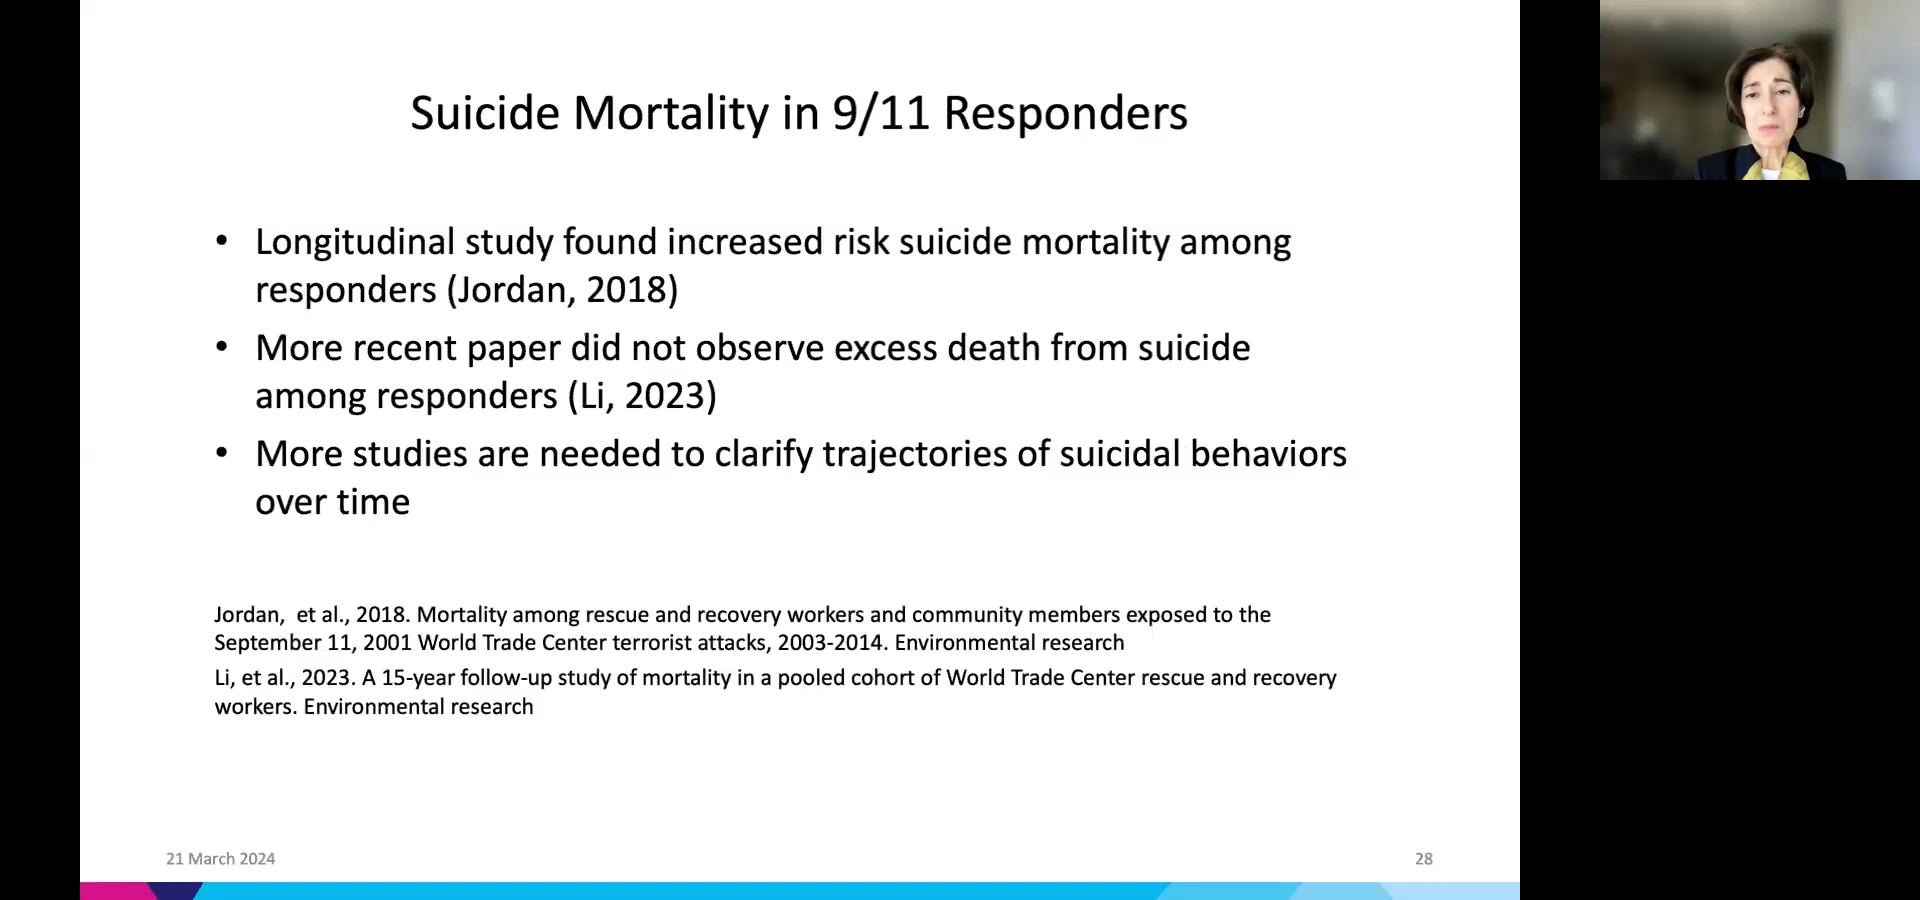 Suicide Mortality in 9/11 Responders
• Longitudinal study found increased risk suicide mortality among
responders (Jordan, 2018)
• More recent paper did not observe excess death from suicide
among responders (Li, 2023)
• More studies are needed to clarify trajectories of suicidal behaviors
over time
Jordan,  et al., 2018. Mortality among rescue and recovery workers and community members exposed to the
September 11, 2001 World Trade Center terrorist attacks, 2003-2014. Environmental research
Li, et al., 2023. A 15-year follow-up study of mortality in a pooled cohort of World Trade Center rescue and recovery
workers. Environmental research
21 March 2024
28